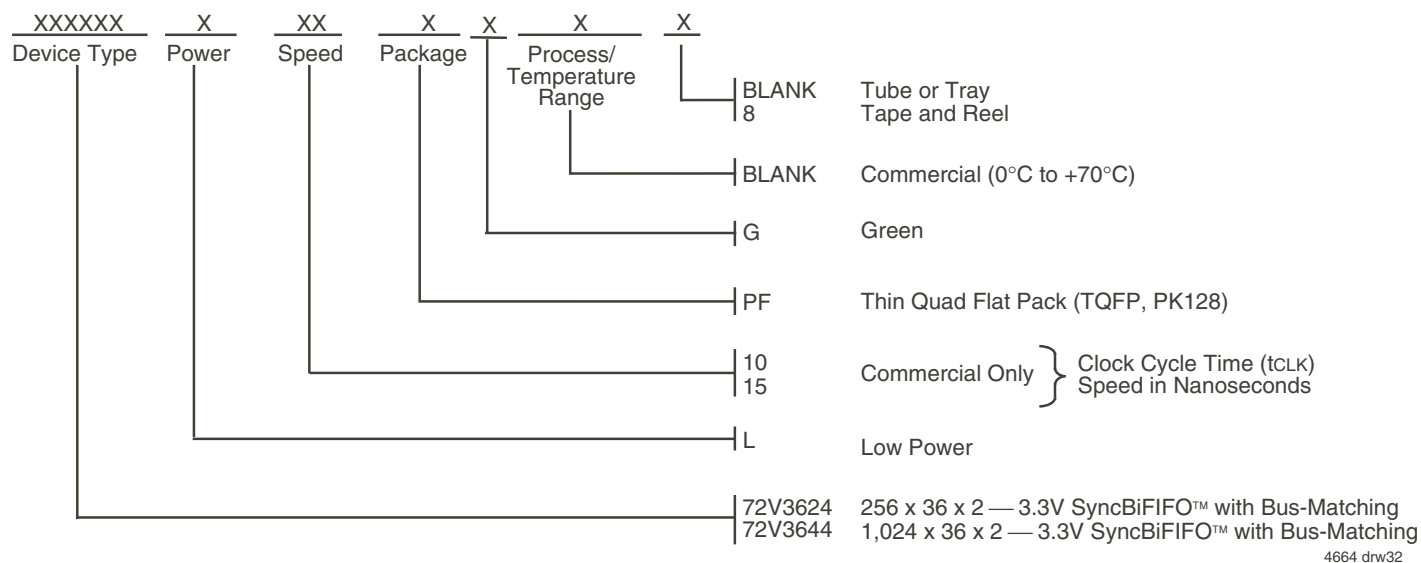 XXXXXX X XX X X X X
Device Type Power Speed Package Process/
Temperature
Range
BLANK Tube or Tray
8 Tape and Reel
BLANK Commercial (0°C to +70°C)
G Green
PF Thin Quad Flat Pack (TQFP, PK128)
10
15
Commercial Only
Clock Cycle Time (tCLK)
Speed in Nanoseconds
L Low Power
72V3624 256 x 36 x 2 — 3.3V SyncBiFIFO™ with Bus-Matching
72V3644 1,024 x 36 x 2 — 3.3V SyncBiFIFO™ with Bus-Matching
4664 drw32